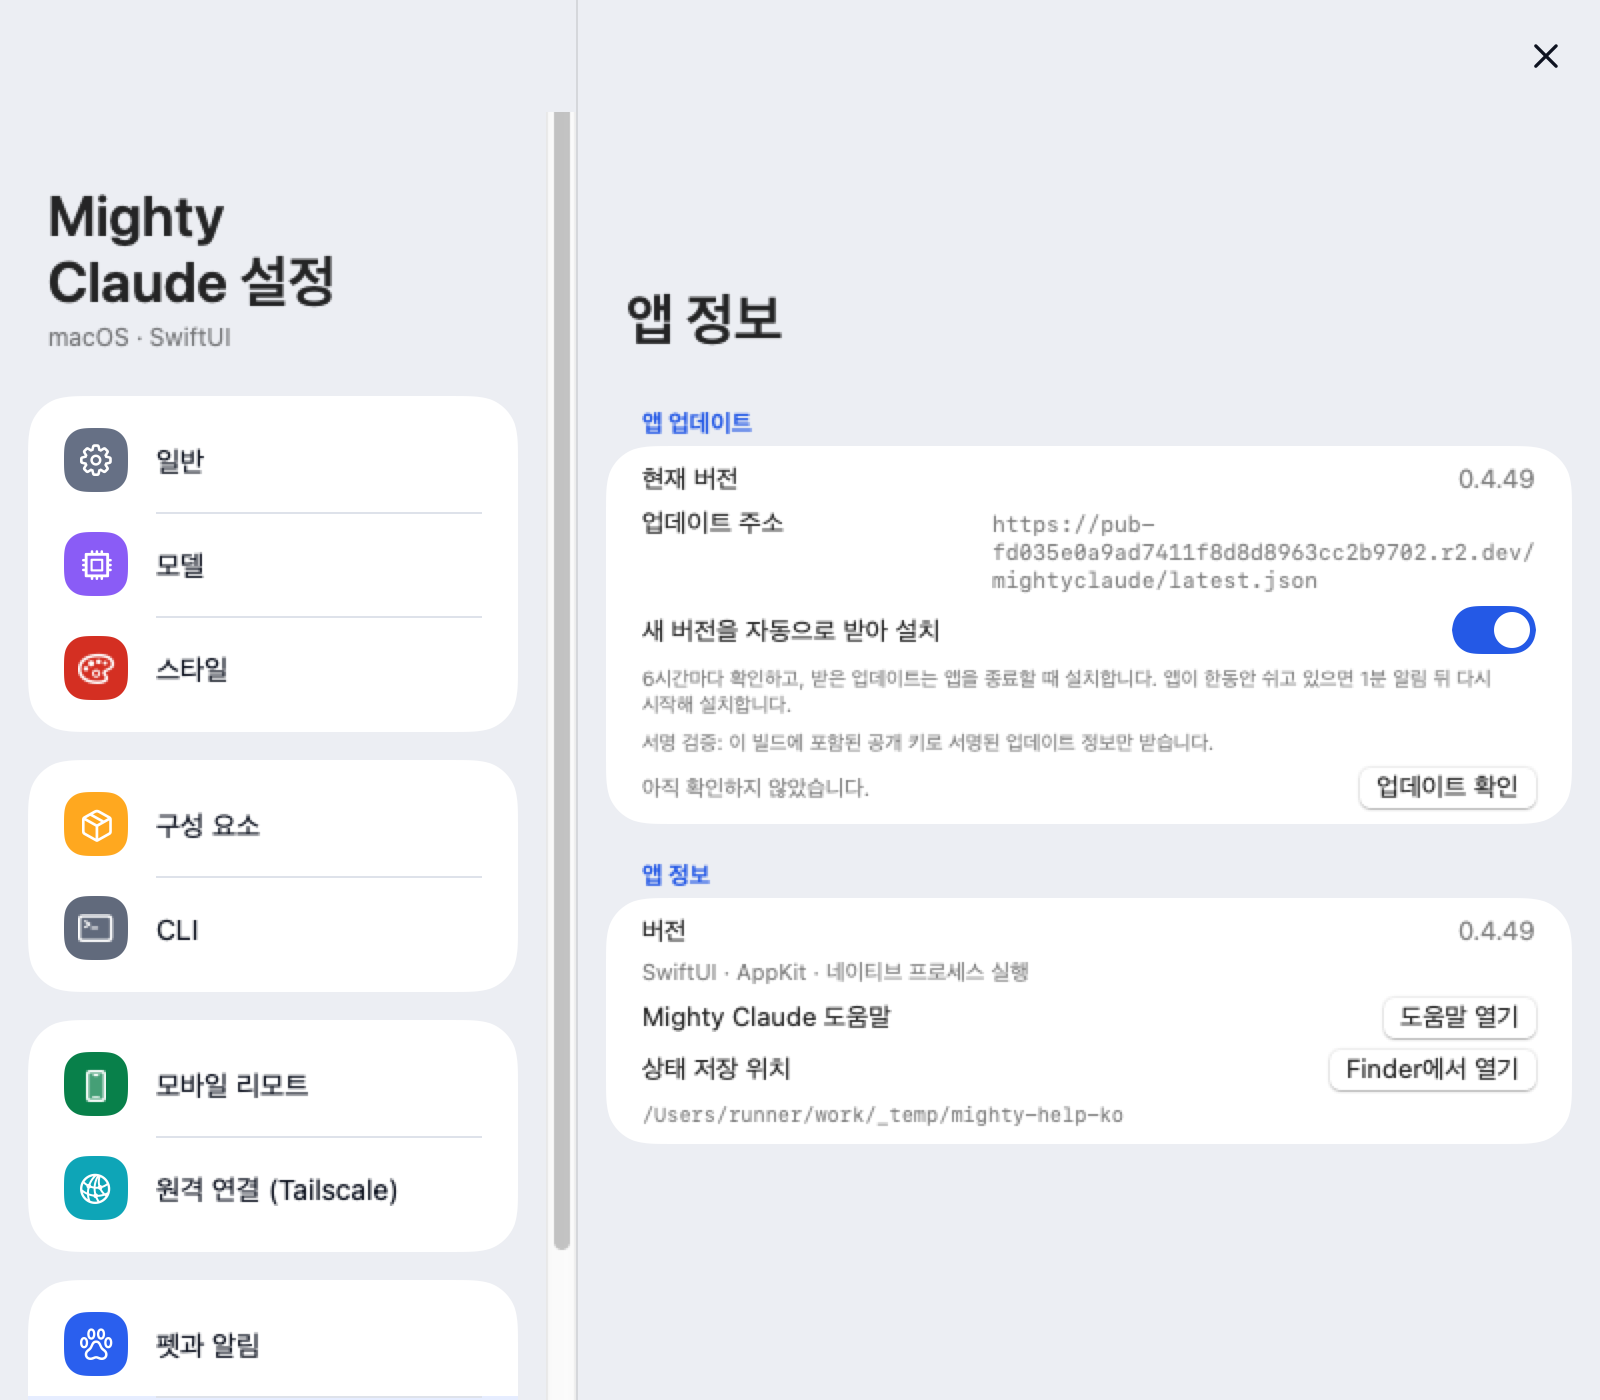 Mighty
Claude 설정
macOS · SwiftUI
일반
모델
스타일
구성 요소
CLI
모바일 리모트
원격 연결 (Tailscale)
펫과 알림
앱 정보
앱 업데이트
현재 버전 0.4.49
업데이트 주소 https://pub-
fd035e0a9ad7411f8d8d8963cc2b9702.r2.dev/
mightyclaude/latest.json
새 버전을 자동으로 받아 설치
6시간마다 확인하고, 받은 업데이트는 앱을 종료할 때 설치합니다. 앱이 한동안 쉬고 있으면 1분 알림 뒤 다시
시작해 설치합니다.
서명 검증: 이 빌드에 포함된 공개 키로 서명된 업데이트 정보만 받습니다.
아직 확인하지 않았습니다. 업데이트 확인
앱 정보
버전 0.4.49
SwiftUI · AppKit · 네이티브 프로세스 실행
Mighty Claude 도움말 도움말 열기
상태 저장 위치 Finder에서 열기
/Users/runner/work/_temp/mighty-help-ko